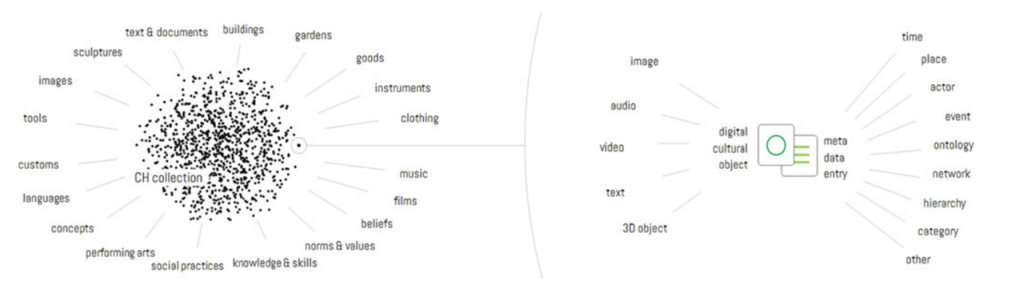 text & documents
buildings
gardens
sculptures
goods
images
instruments
tools
clothing
customs
CH collection
music
languages
films
concepts
beliefs
performing arts
norms & values
social practices
knowledge & skills
image
audio
video
text
3D object
digital
cultural
object
meta
data
entry
time
place
actor
event
ontology
network
hierarchy
category
other